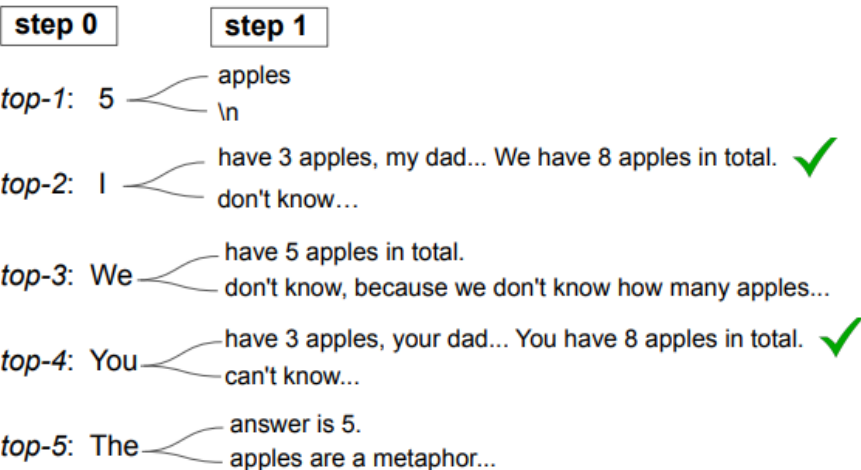 step 0 step 1
top-1: 5
apples
\n
top-2: I
have 3 apples, my dad... We have 8 apples in total.
don't know…
top-3: We
have 5 apples in total.
don't know, because we don't know how many apples...
top-4: You
have 3 apples, your dad... You have 8 apples in total.
can't know...
top-5: The
answer is 5.
apples are a metaphor...